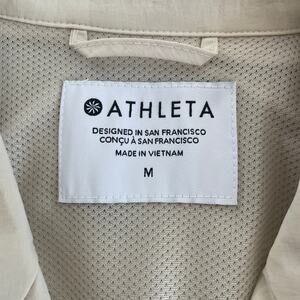 ATHLETA
DESIGNED IN SAN FRANCISCO
CONÇU À SAN FRANCISCO
MADE IN VIETNAM
M